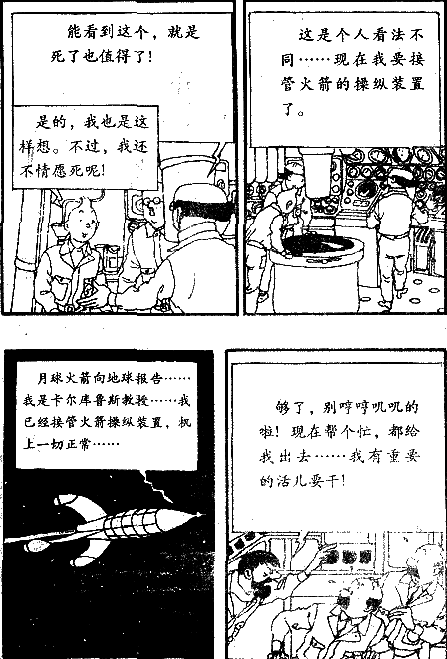 能看到这个，就是
死了也值得了！
是的，我也是这
样想。不过，我还
不情愿死呢！
这是个人看法不
同……现在我要接
管火箭的操纵装置
了。
月球火箭向地球报告……
我是卡尔库鲁斯教授……我
已经接管火箭操纵装置，机
上一切正常……
够了，别哼哼叽叽的
啦！现在帮个忙，都给
我出去……我有重要
的活儿要干！